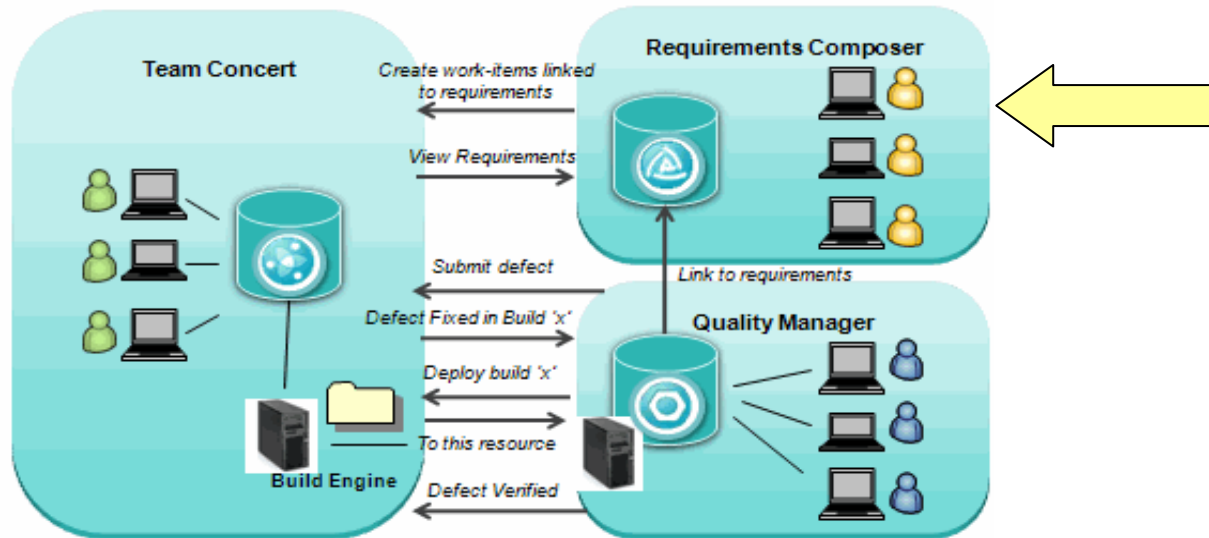 Team Concert
Requirements Composer
Create work-items linked
to requirements
View Requirements
Submit defect
Link to requirements
Defect Fixed in Build 'x'
Quality Manager
Deploy build 'x'
To this resource
Build Engine
Defect Verified